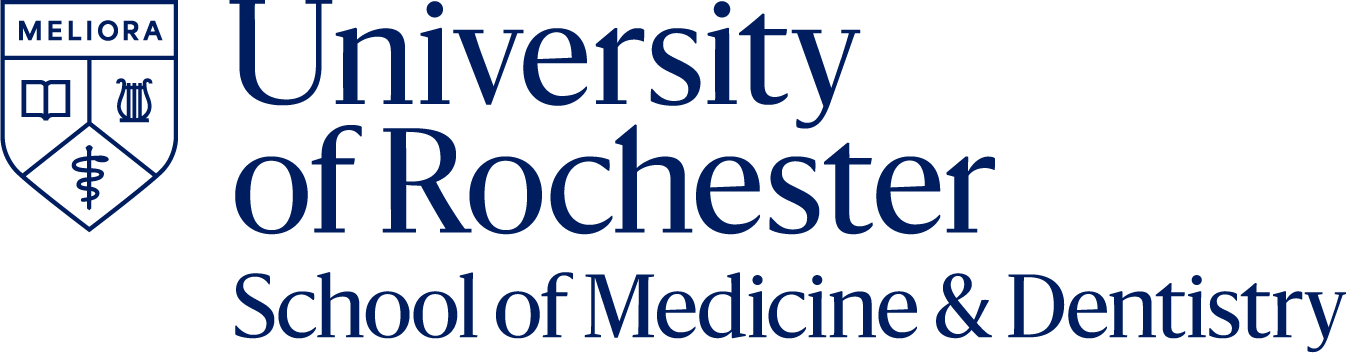 MELIORA
University
of Rochester
School of Medicine & Dentistry